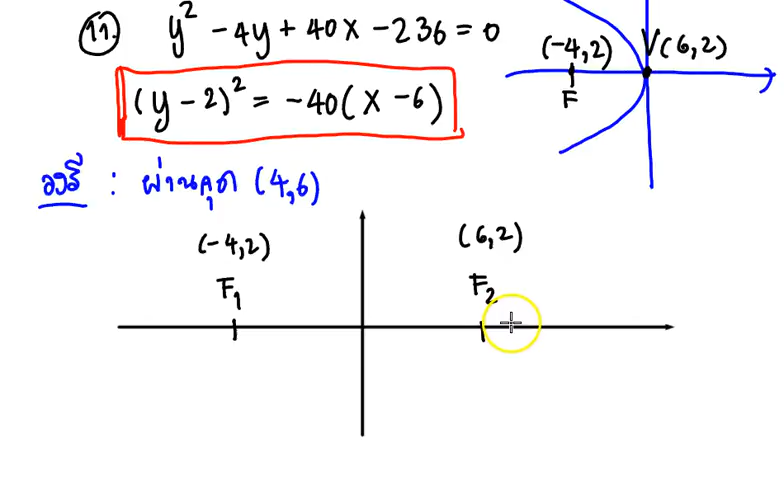 11. y² - 4y + 40x - 236 = 0
(y - 2)² = -40(x - 6)
(-4,2) V(6,2)
F
วงรี : ผ่านจุด (4,6)
(-4,2) (6,2)
F₁ F₂